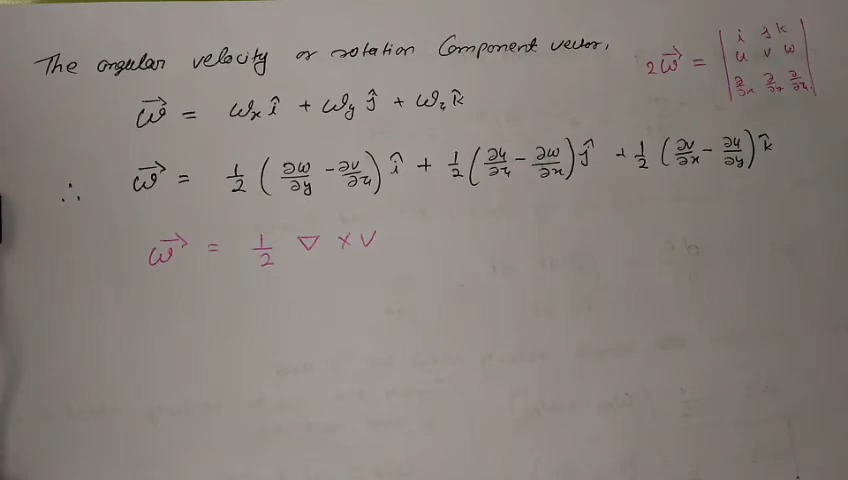 The angular velocity or rotation Component vector,
2ω⃗ = | i j k |
| u v w |
| ∂/∂x ∂/∂y ∂/∂z |
ω⃗ = ωx î + ωy ĵ + ωz k̂
∴ ω⃗ = 1/2 (∂w/∂y - ∂v/∂z) î + 1/2 (∂u/∂z - ∂w/∂x) ĵ + 1/2 (∂v/∂x - ∂u/∂y) k̂
ω⃗ = 1/2 ∇ × V